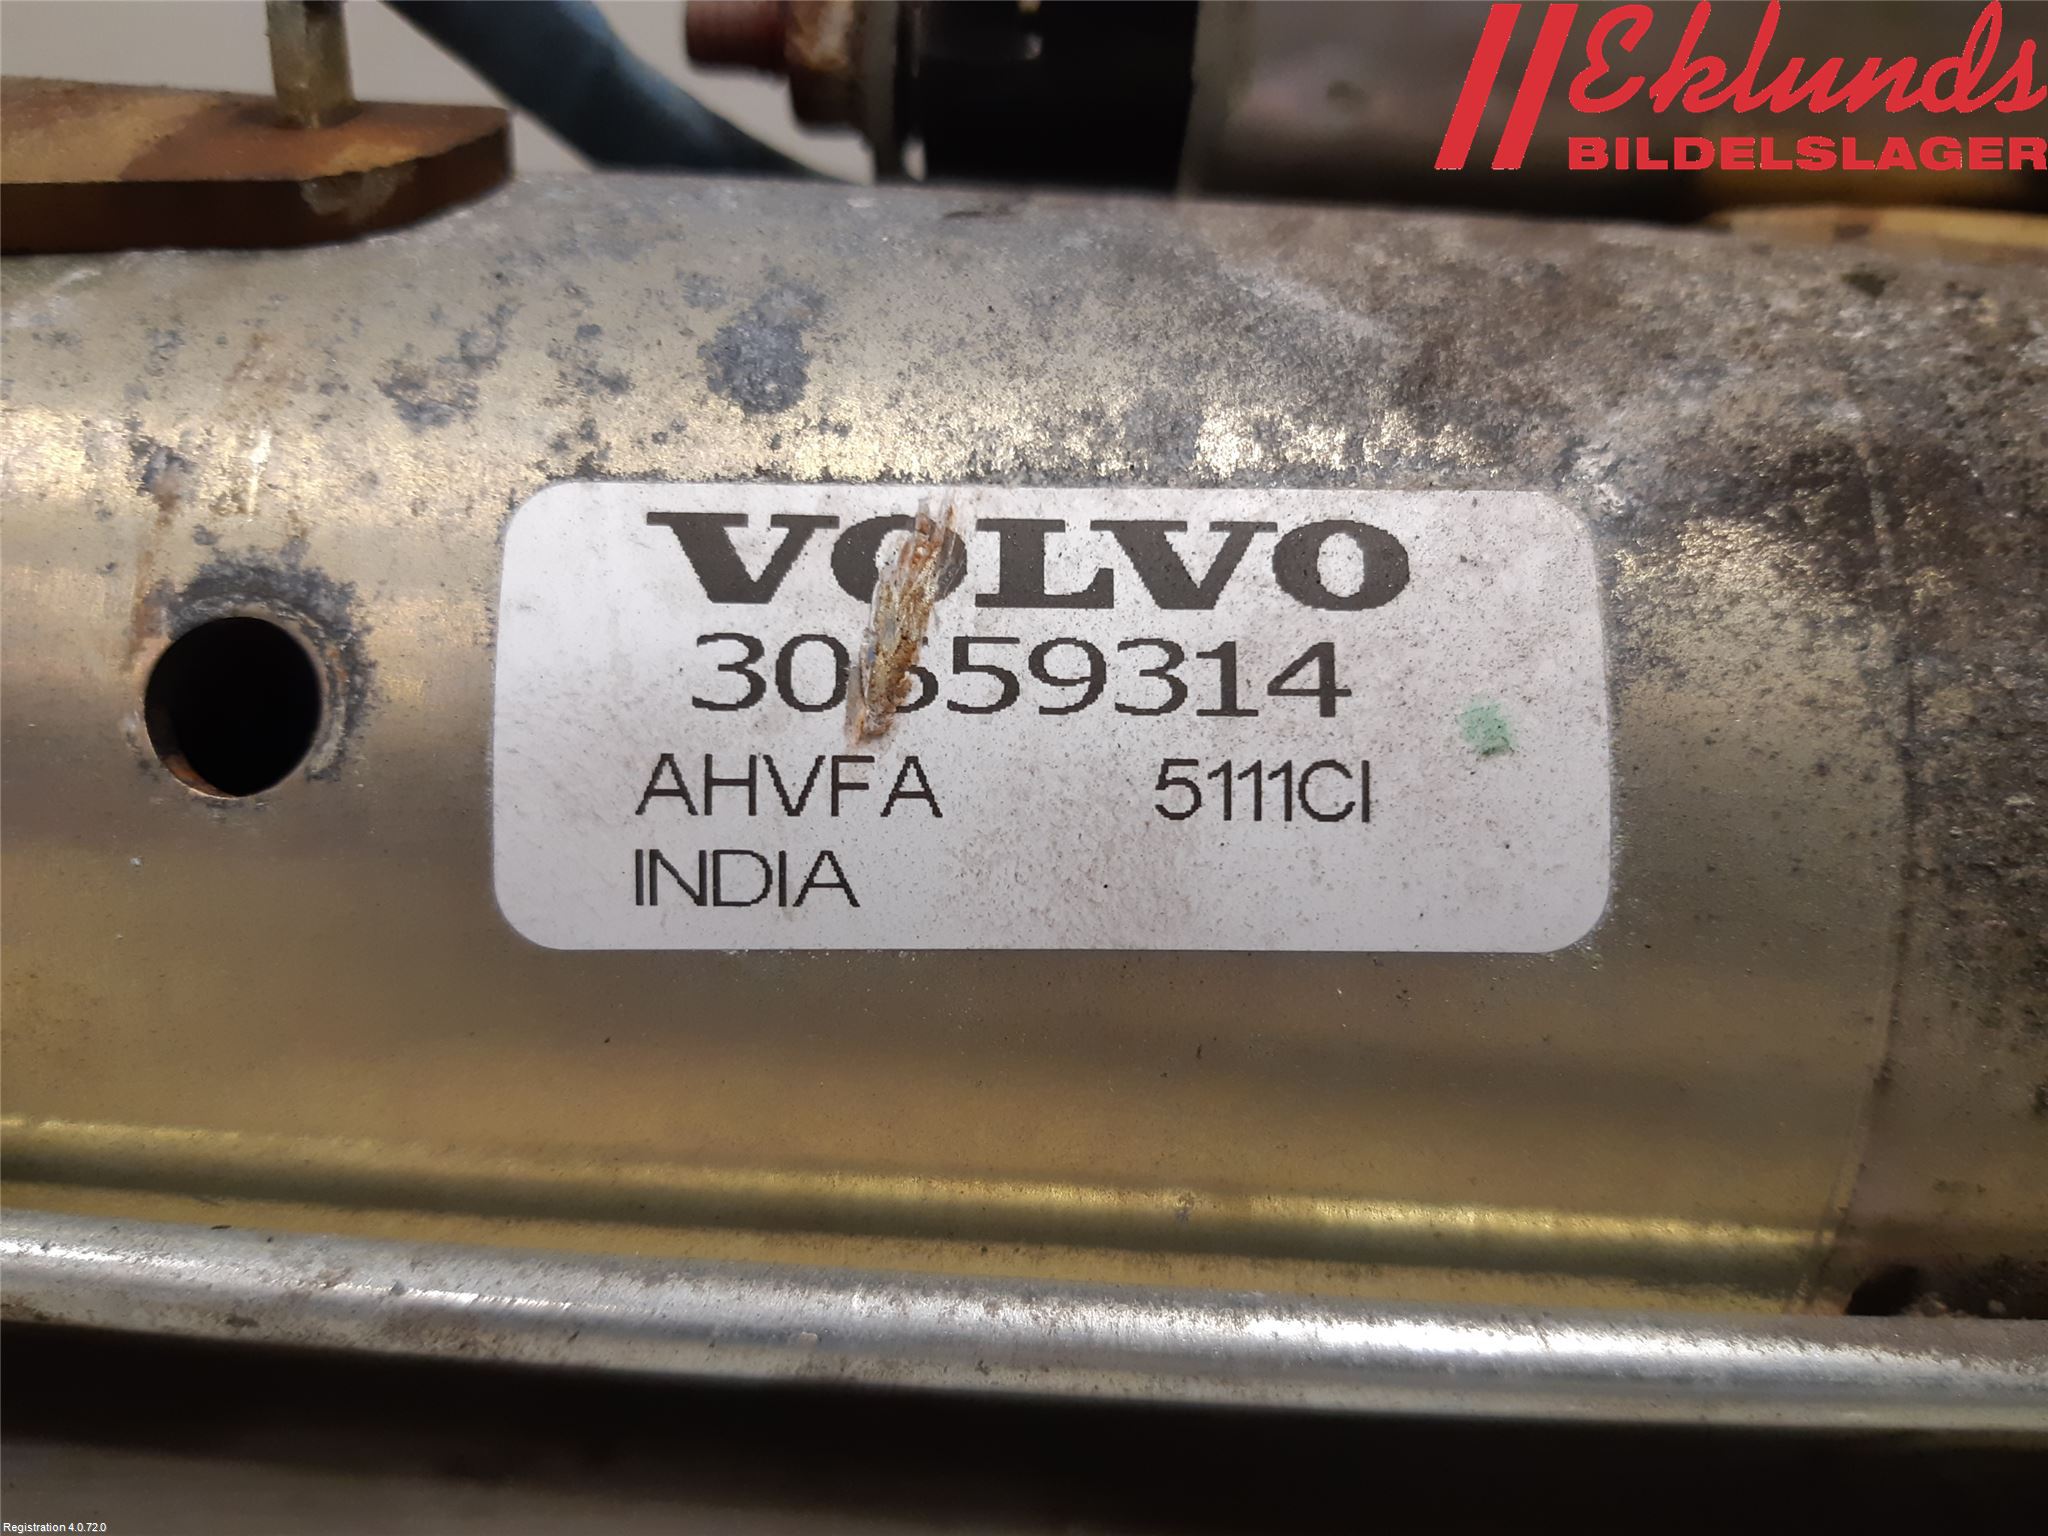 Eklunds
BILDELSLAGER
VOLVO
30659314
AHVFA 5111CI
INDIA
Registration 4.0.72.0